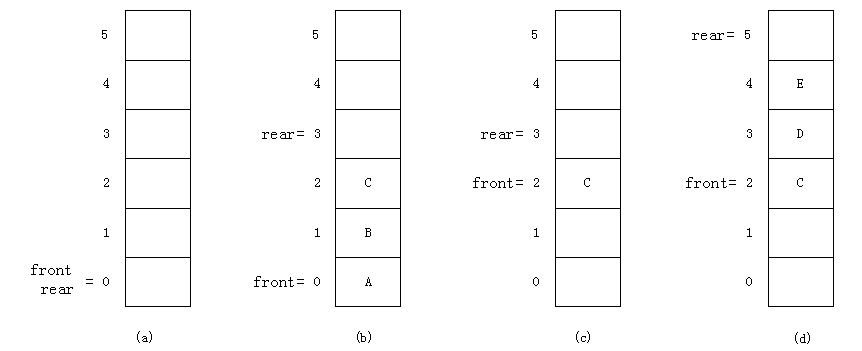 5
4
3
2
1
front
rear = 0
(a)
5
4
rear= 3
2 C
1 B
front= 0 A
(b)
5
4
rear= 3
front= 2 C
1
0
(c)
rear= 5
4 E
3 D
front= 2 C
1
0
(d)